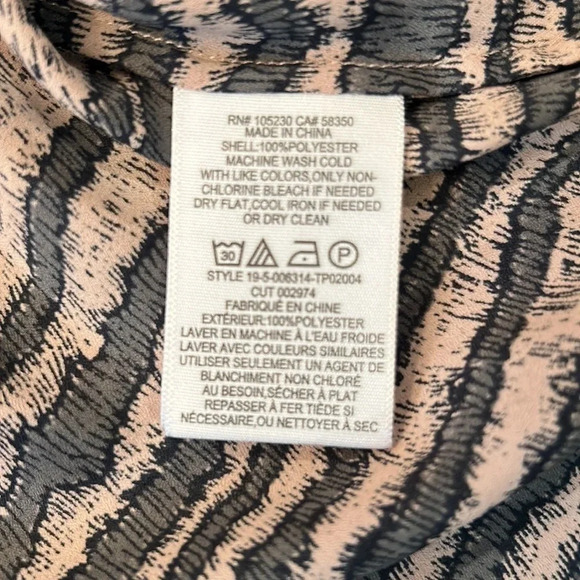 RN# 105230 CA# 58350
MADE IN CHINA
SHELL:100%POLYESTER
MACHINE WASH COLD
WITH LIKE COLORS,ONLY NON-
CHLORINE BLEACH IF NEEDED
DRY FLAT,COOL IRON IF NEEDED
OR DRY CLEAN
30 P
STYLE 19-5-006314-TP02004
CUT 002974
FABRIQUÉ EN CHINE
EXTÉRIEUR:100%POLYESTER
LAVER EN MACHINE À L'EAU FROIDE
LAVER AVEC COULEURS SIMILAIRES
UTILISER SEULEMENT UN AGENT DE
BLANCHIMENT NON CHLORÉ
AU BESOIN,SÉCHER À PLAT
REPASSER À FER TIÉDE SI
NÉCESSAIRE,OU NETTOYER À SEC